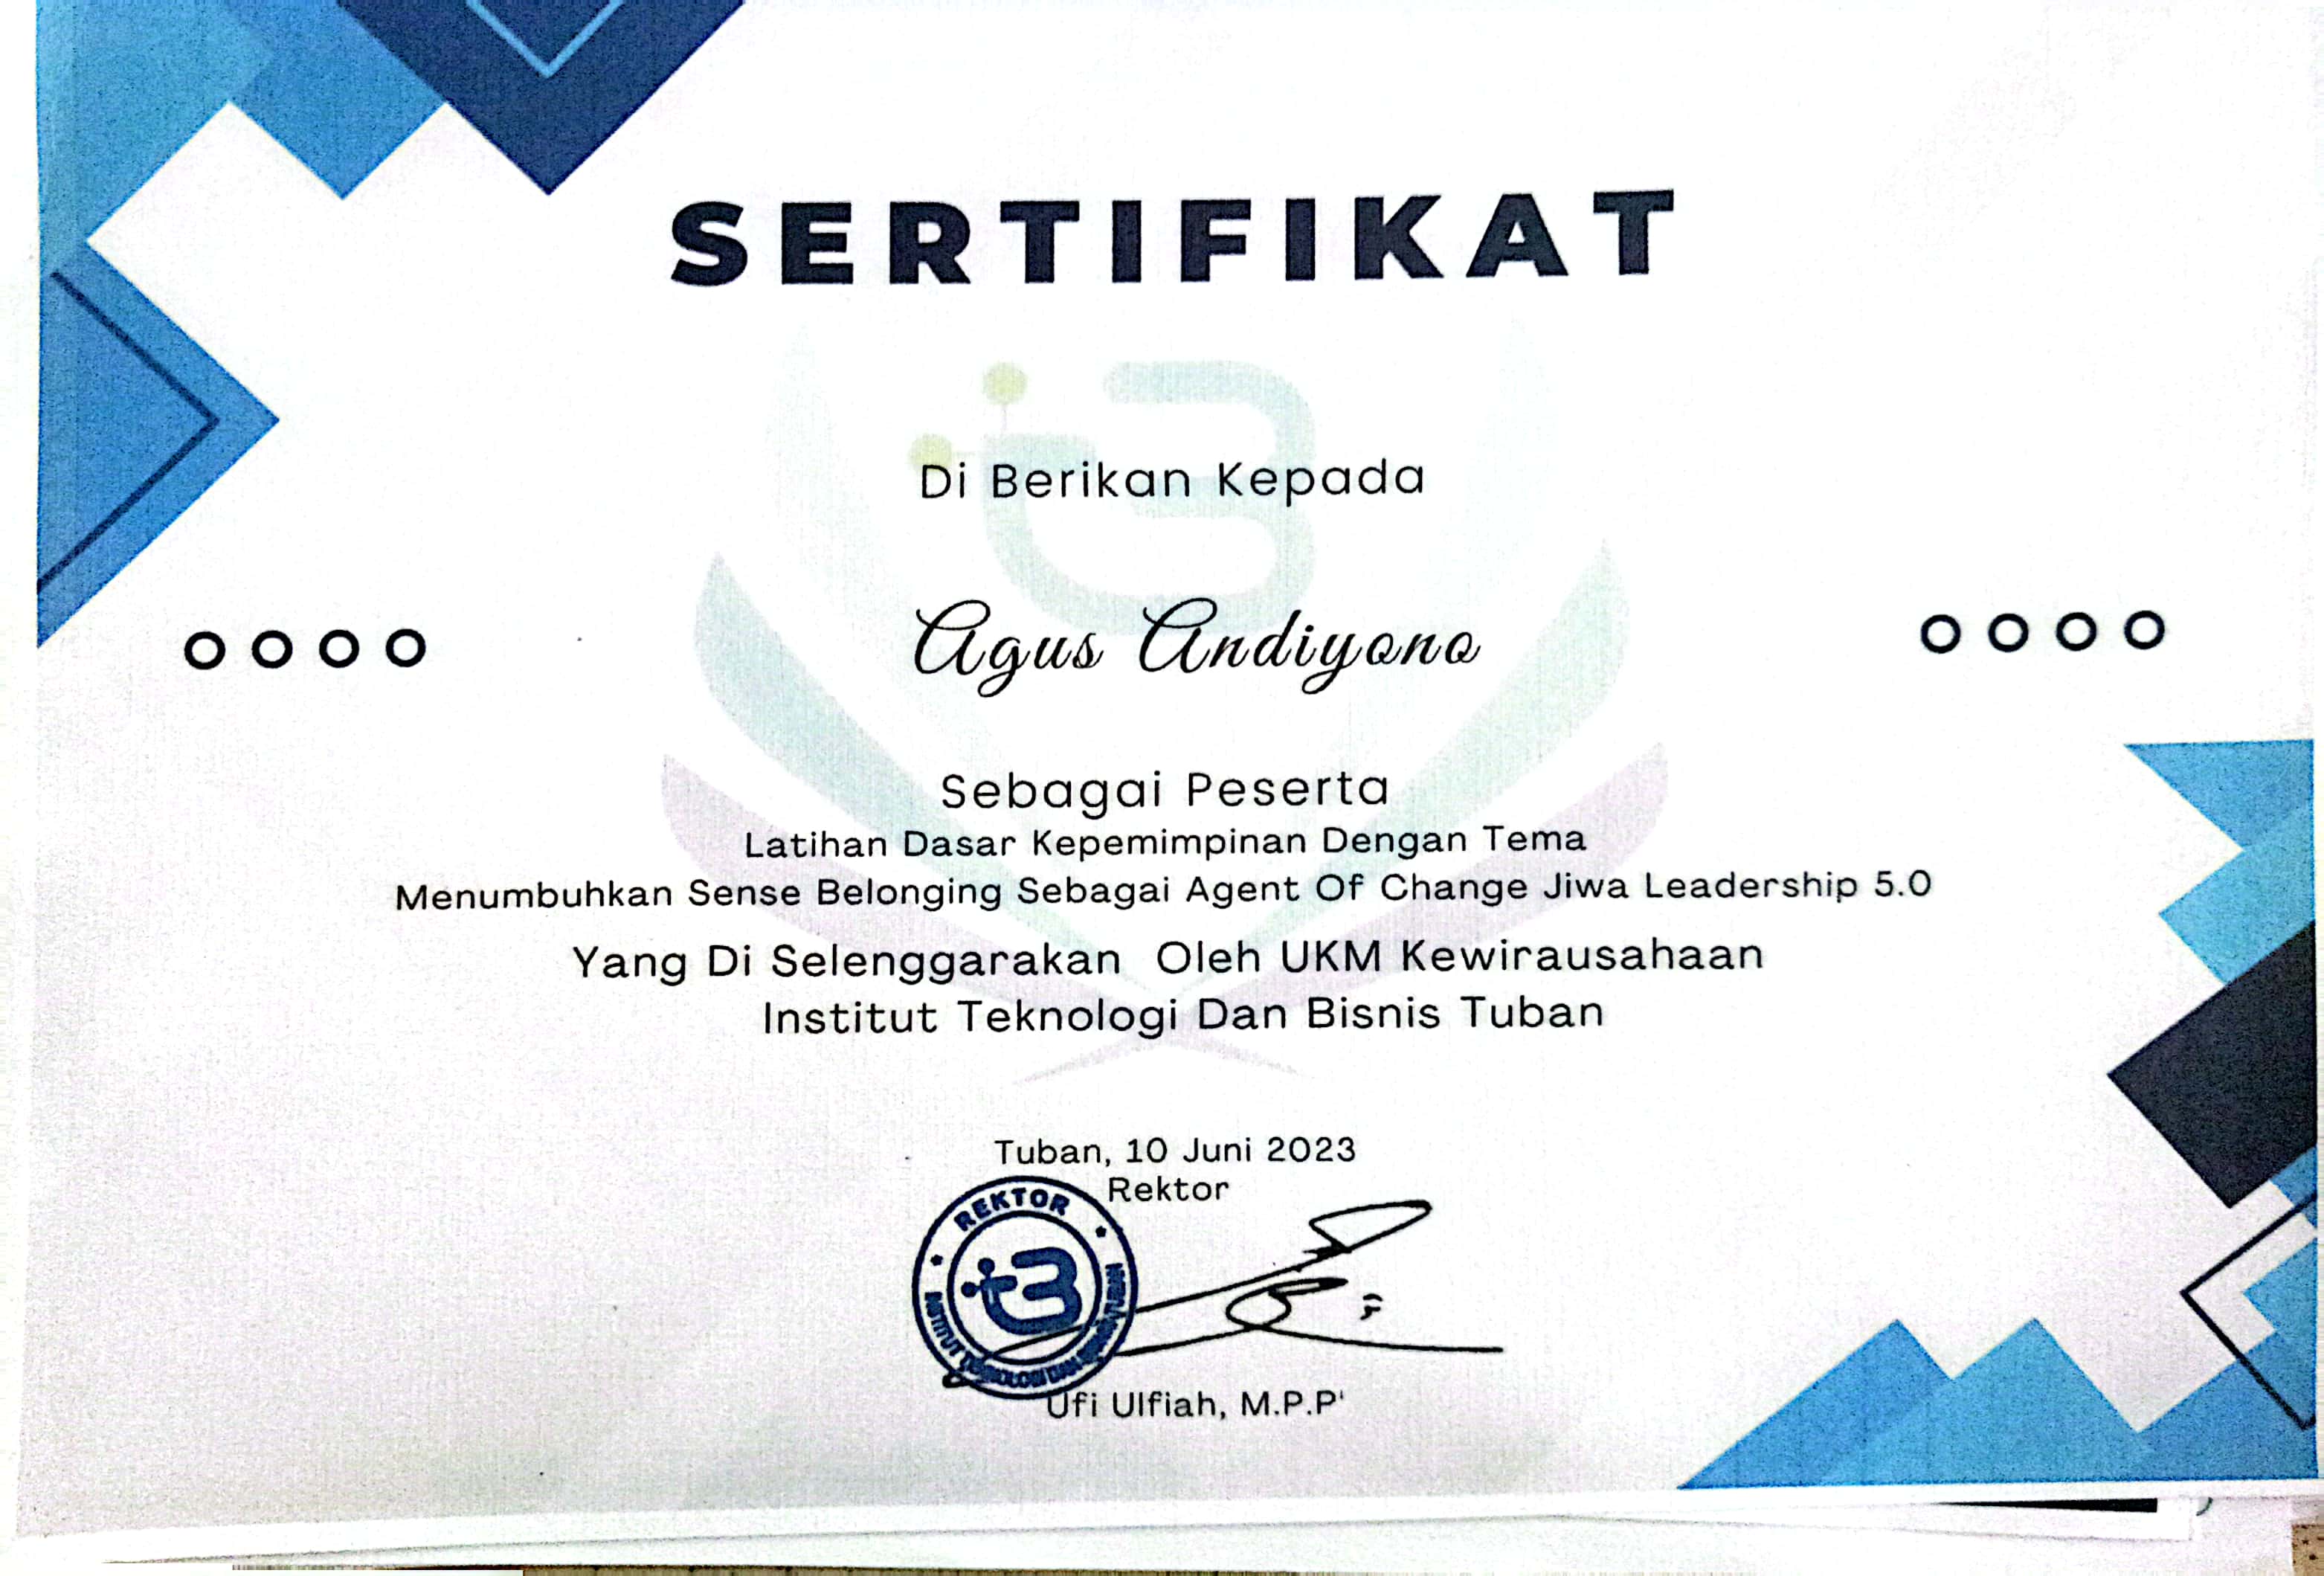 SERTIFIKAT
Di Berikan Kepada
Agus Andiyono
Sebagai Peserta
Latihan Dasar Kepemimpinan Dengan Tema
Menumbuhkan Sense Belonging Sebagai Agent Of Change Jiwa Leadership 5.0
Yang Di Selenggarakan Oleh UKM Kewirausahaan
Institut Teknologi Dan Bisnis Tuban
Tuban, 10 Juni 2023
Rektor
REKTOR
INSTITUT TEKNOLOGI DAN BISNIS TUBAN
Ufi Ulfiah, M.P.P